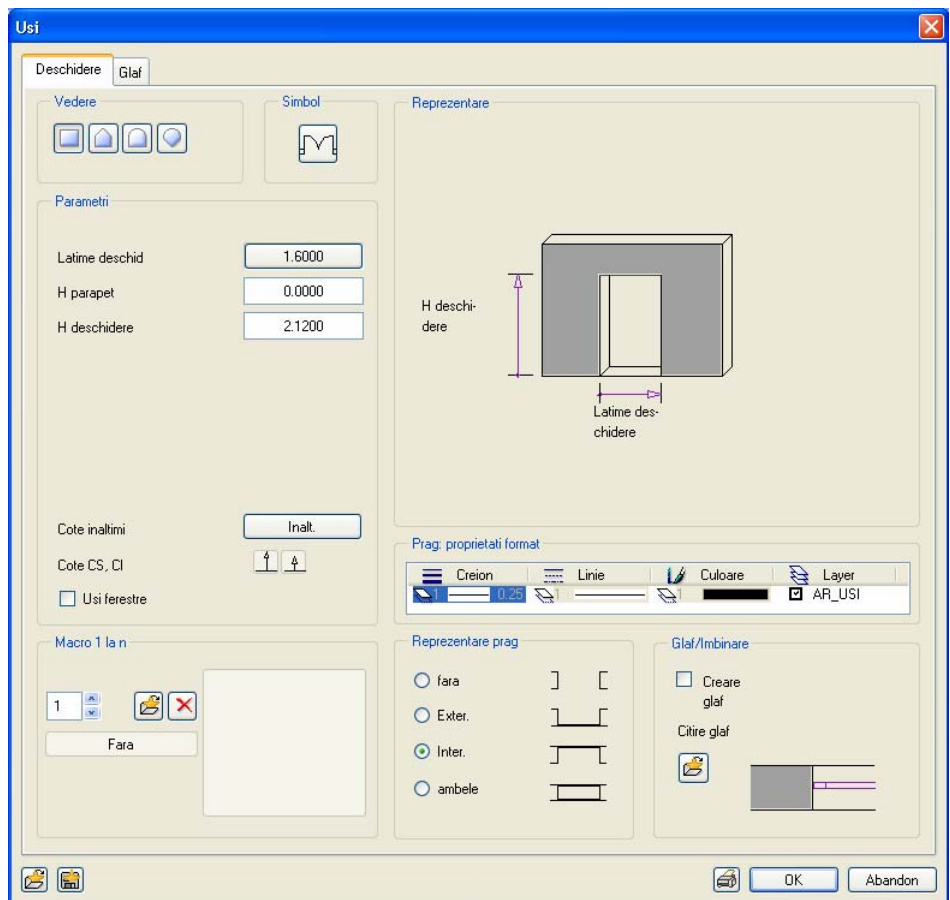 Usi
Deschidere Glaf
Vedere
Simbol
Reprezentare
Parametri
Latime deschid 1.6000
H parapet 0.0000
H deschidere 2.1200
H deschi-
dere
Latime des-
chidere
Cote inaltimi Inalt.
Cote CS, CI
Usi ferestre
Prag: proprietati format
Creion Linie Culoare Layer
1 0.25 1 1 AR_USI
Macro 1 la n
1
Fara
Reprezentare prag
fara
Exter.
Inter.
ambele
Glaf/Imbinare
Creare
glaf
Citire glaf
OK Abandon